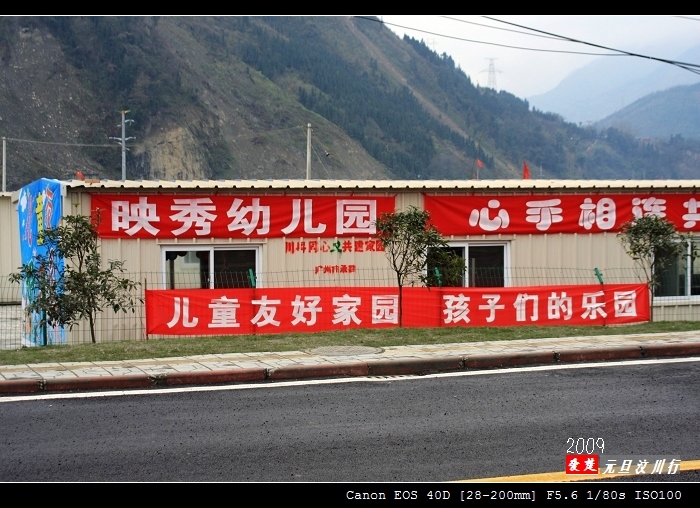 映秀幼儿园
心手相连
儿童友好家园 孩子们的乐园
2009
元旦汶川行
Canon EOS 40D [28-200mm] F5.6 1/80s ISO100